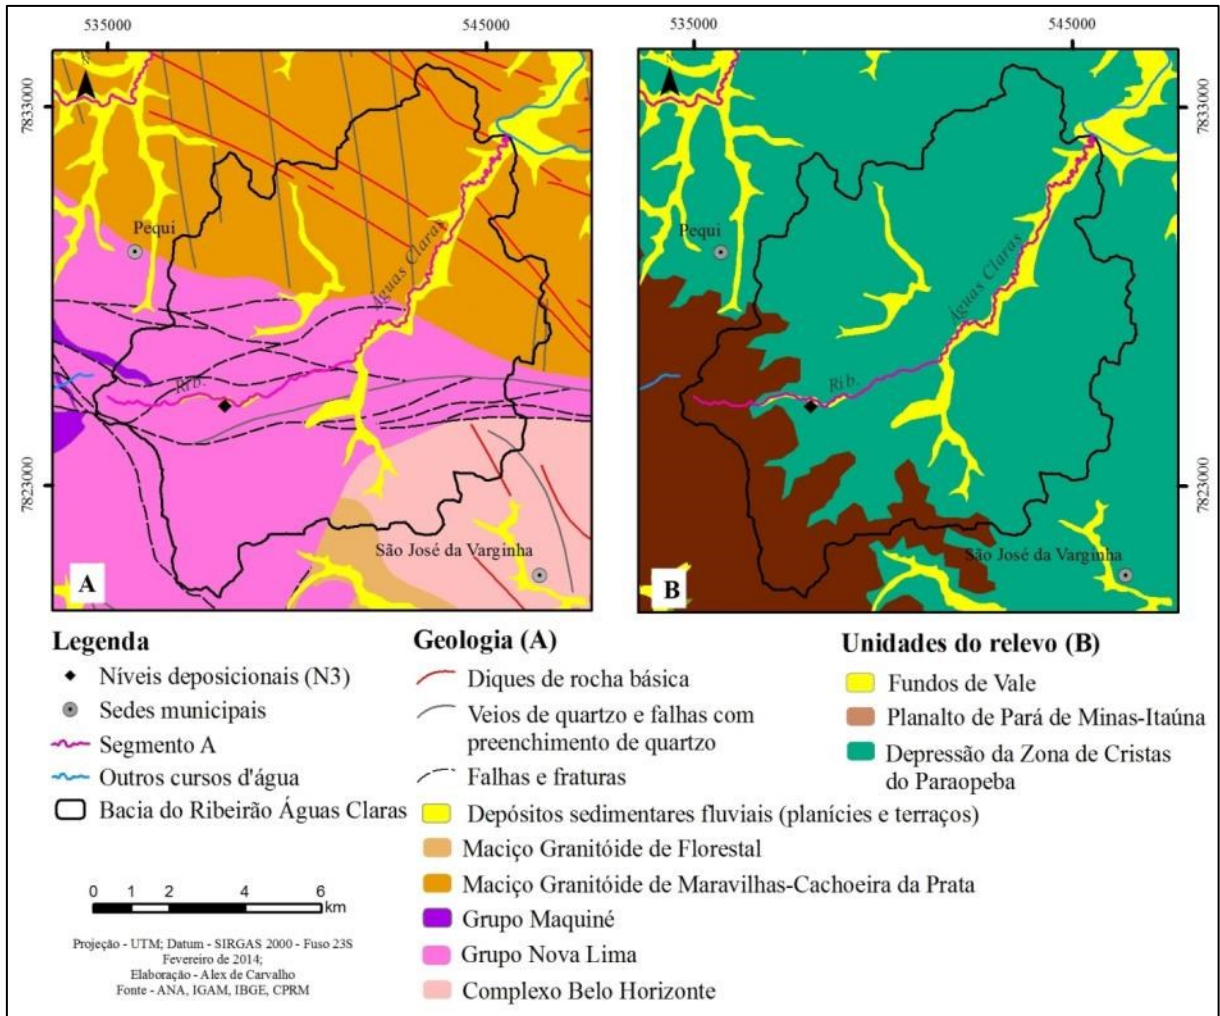 535000
545000
535000
545000
7833000
7833000
N
N
Pequi
Pequi
Águas Claras
Águas Claras
Rib.
Rib.
7823000
7823000
São José da Varginha
São José da Varginha
A
B
Legenda
Níveis deposicionais (N3)
Sedes municipais
Segmento A
Outros cursos d'água
Bacia do Ribeirão Águas Claras
0 1 2 4 6
km
Projeção - UTM; Datum - SIRGAS 2000 - Fuso 23S
Fevereiro de 2014;
Elaboração - Alex de Carvalho
Fonte - ANA, IGAM, IBGE, CPRM
Geologia (A)
Diques de rocha básica
Veios de quartzo e falhas com
preenchimento de quartzo
Falhas e fraturas
Depósitos sedimentares fluviais (planícies e terraços)
Maciço Granitóide de Florestal
Maciço Granitóide de Maravilhas-Cachoeira da Prata
Grupo Maquiné
Grupo Nova Lima
Complexo Belo Horizonte
Unidades do relevo (B)
Fundos de Vale
Planalto de Pará de Minas-Itaúna
Depressão da Zona de Cristas
do Paraopeba